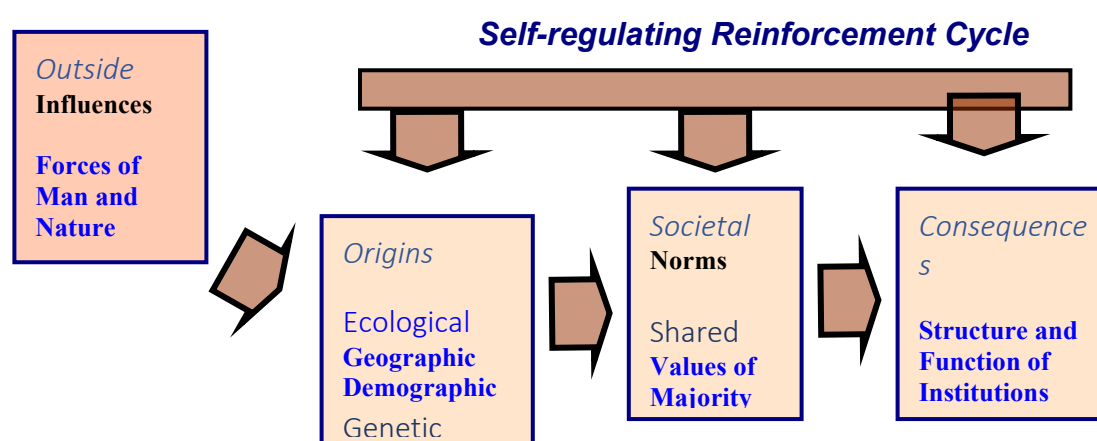 Self-regulating Reinforcement Cycle
Outside
Influences
Forces of
Man and
Nature
Origins
Ecological
Geographic
Demographic
Genetic
Societal
Norms
Shared
Values of
Majority
Consequence
s
Structure and
Function of
Institutions